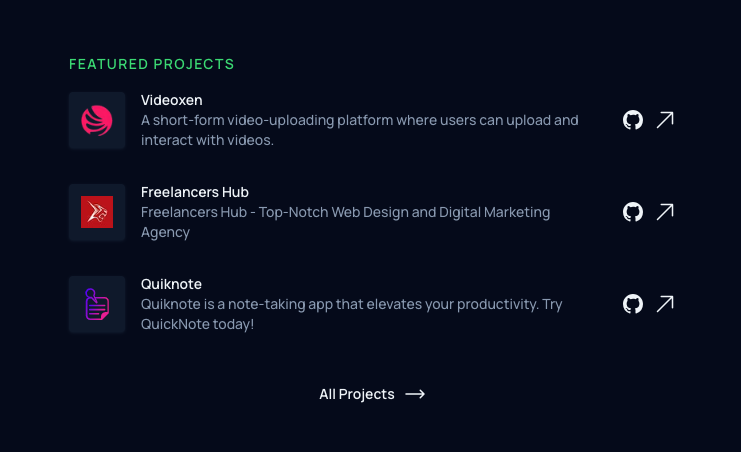 FEATURED PROJECTS
Videoxen
A short-form video-uploading platform where users can upload and
interact with videos.
Freelancers Hub
Freelancers Hub - Top-Notch Web Design and Digital Marketing
Agency
Quiknote
Quiknote is a note-taking app that elevates your productivity. Try
QuickNote today!
All Projects